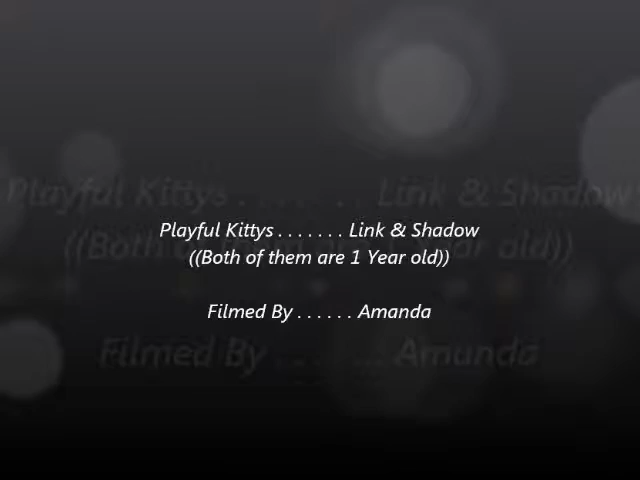 Playful Kittys . . . . . . . Link & Shadow
((Both of them are 1 Year old))
Filmed By . . . . . . Amanda